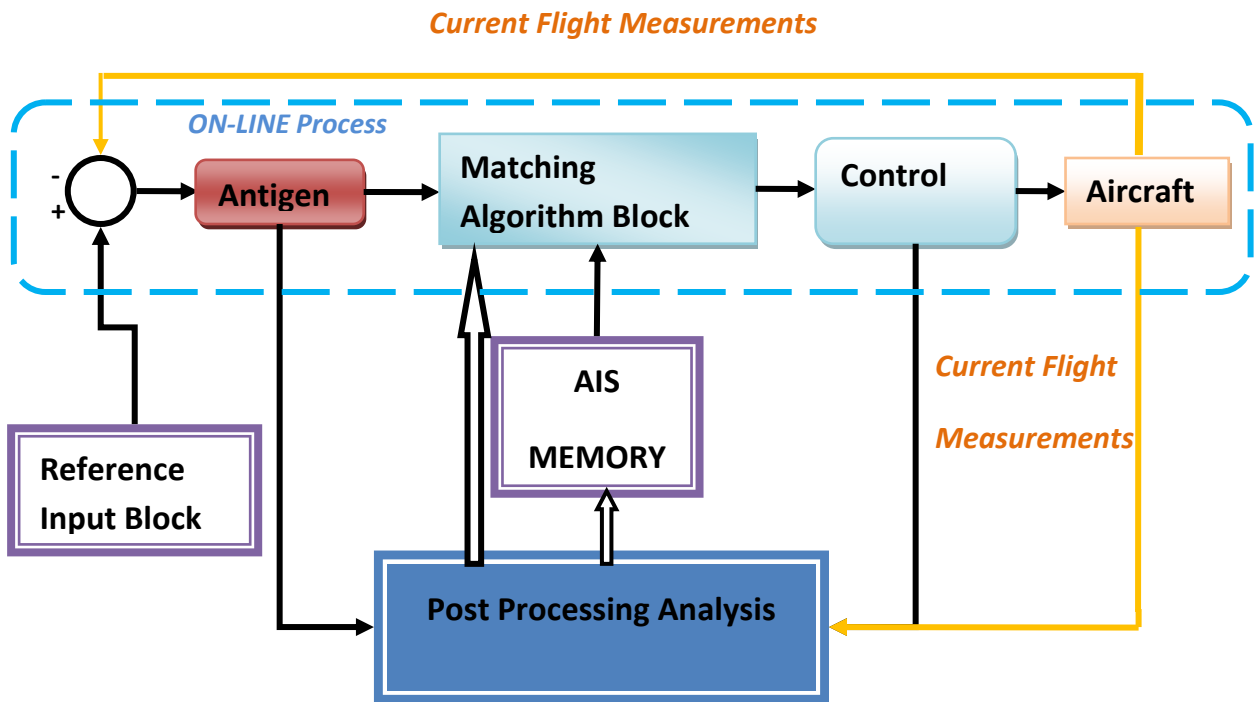 Current Flight Measurements
ON-LINE Process
-
+
Antigen
Matching
Algorithm Block
Control
Aircraft
AIS
MEMORY
Current Flight
Measurements
Reference
Input Block
Post Processing Analysis